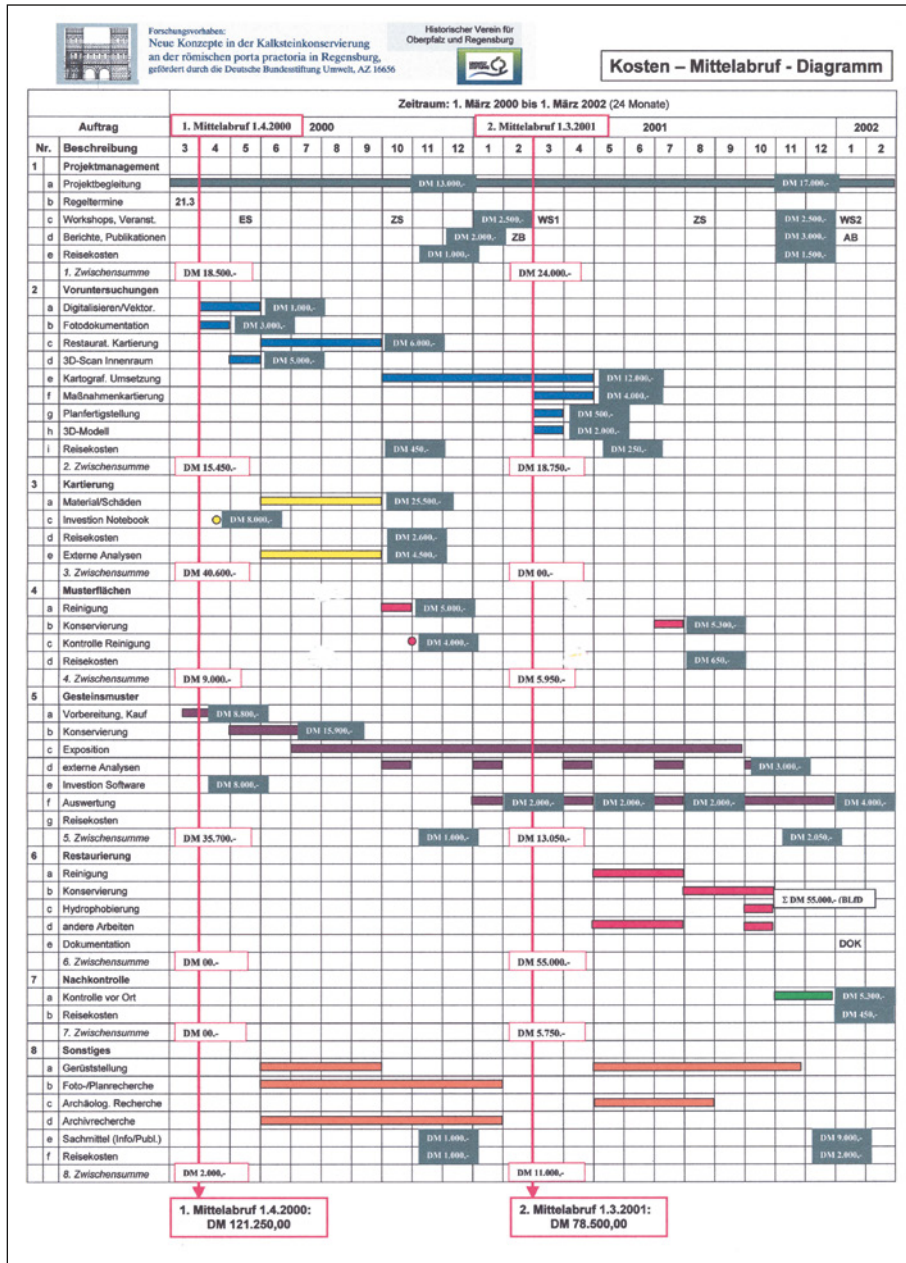 Forschungsvorhaben:
Neue Konzepte in der Kalksteinkonservierung
an der römischen porta praetoria in Regensburg,
gefördert durch die Deutsche Bundesstiftung Umwelt, AZ 16656
Historischer Verein für
Oberpfalz und Regensburg
Kosten – Mittelabruf - Diagramm
Zeitraum: 1. März 2000 bis 1. März 2002 (24 Monate)
Auftrag 1. Mittelabruf 1.4.2000 2000 2. Mittelabruf 1.3.2001 2001 2002
Nr. Beschreibung 3 4 5 6 7 8 9 10 11 12 1 2 3 4 5 6 7 8 9 10 11 12 1 2
1 Projektmanagement
a Projektbegleitung DM 13.000,- DM 17.000,-
b Regeltermine 21.3
c Workshops, Veranst. ES ZS DM 2.500,- WS1 ZS DM 2.500,- WS2
d Berichte, Publikationen DM 2.000,- ZB DM 3.000,- AB
e Reisekosten DM 1.000,- DM 1.500,-
1. Zwischensumme DM 18.500.- DM 24.000.-
2 Voruntersuchungen
a Digitalisieren/Vektor. DM 1.000,-
b Fotodokumentation DM 3.000,-
c Restaurat. Kartierung DM 6.000,-
d 3D-Scan Innenraum DM 5.000,-
e Kartograf. Umsetzung DM 12.000,-
f Maßnahmenkartierung DM 4.000,-
g Planfertigstellung DM 500,-
h 3D-Modell DM 2.000,-
i Reisekosten DM 450,- DM 250,-
2. Zwischensumme DM 15.450.- DM 18.750.-
3 Kartierung
a Material/Schäden DM 25.500,-
c Investion Notebook DM 8.000,-
d Reisekosten DM 2.600,-
e Externe Analysen DM 4.500,-
3. Zwischensumme DM 40.600.- DM 00.-
4 Musterflächen
a Reinigung DM 5.000,-
b Konservierung DM 5.300,-
c Kontrolle Reinigung DM 4.000,-
d Reisekosten DM 650,-
4. Zwischensumme DM 9.000.- DM 5.950.-
5 Gesteinsmuster
a Vorbereitung, Kauf DM 8.800,-
b Konservierung DM 15.900,-
c Exposition
d externe Analysen DM 3.000,-
e Investion Software DM 8.000,-
f Auswertung DM 2.000,- DM 2.000,- DM 2.000,- DM 4.000,-
g Reisekosten
5. Zwischensumme DM 35.700.- DM 1.000,- DM 13.050.- DM 2.050,-
6 Restaurierung
a Reinigung
b Konservierung
Σ DM 55.000.- (BLfD
c Hydrophobierung
d andere Arbeiten
e Dokumentation DOK
6. Zwischensumme DM 00.- DM 55.000.-
7 Nachkontrolle
a Kontrolle vor Ort DM 5.300,-
b Reisekosten DM 450,-
7. Zwischensumme DM 00.- DM 5.750.-
8 Sonstiges
a Gerüststellung
b Foto-/Planrecherche
c Archäolog. Recherche
d Archivrecherche
e Sachmittel (Info/Publ.) DM 1.000,- DM 9.000,-
f Reisekosten DM 1.000,- DM 2.000,-
8. Zwischensumme DM 2.000,- DM 11.000,-
1. Mittelabruf 1.4.2000:
DM 121.250,00
2. Mittelabruf 1.3.2001:
DM 78.500,00